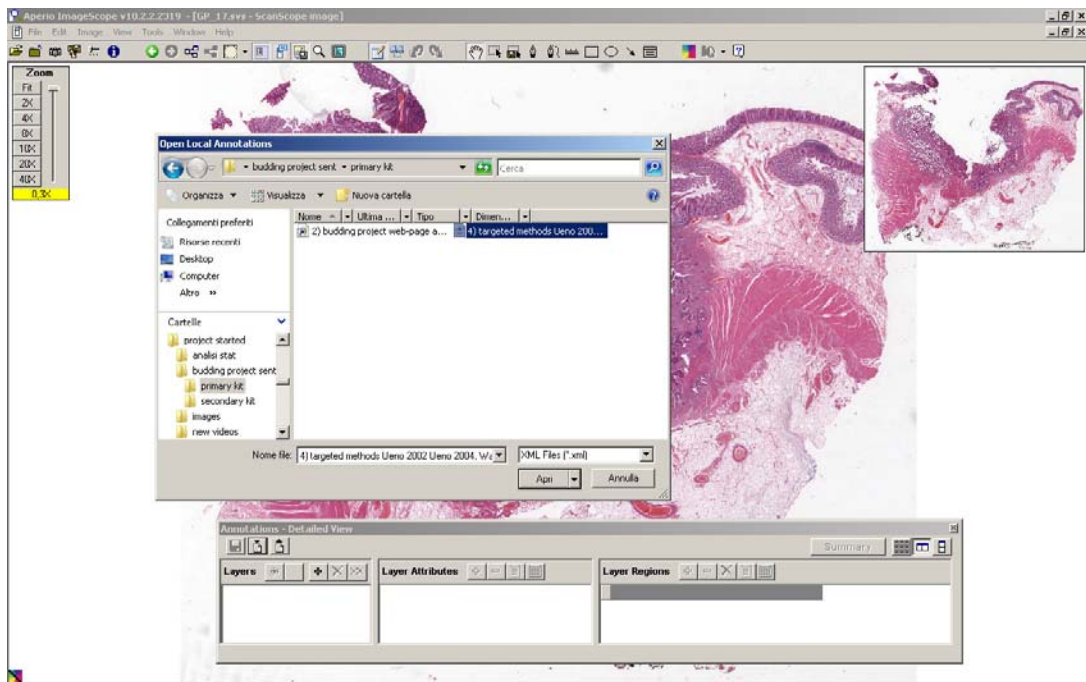 Aperio ImageScope v10.2.2.2319 - [GP_17.svs - ScanScope image]
File Edit Image View Tools Window Help
Zoom
Fit
2X
4X
8X
10X
20X
40X
0,3X
Open Local Annotations
budding project sent primary kit
Cerca
Organizza Visualizza Nuova cartella
Collegamenti preferiti
Risorse recenti
Desktop
Computer
Altro »
Nome Ultima ... Tipo Dimen...
2) budding project web-page a... 4) targeted methods Ueno 200...
Cartelle
project started
analisi stat
budding project sent
primary kit
secondary kit
images
new videos
Nome file: 4) targeted methods Ueno 2002 Ueno 2004, Wa XML Files (*.xml)
Apri Annulla
Annotations - Detailed View
Summary
Layers Layer Attributes Layer Regions